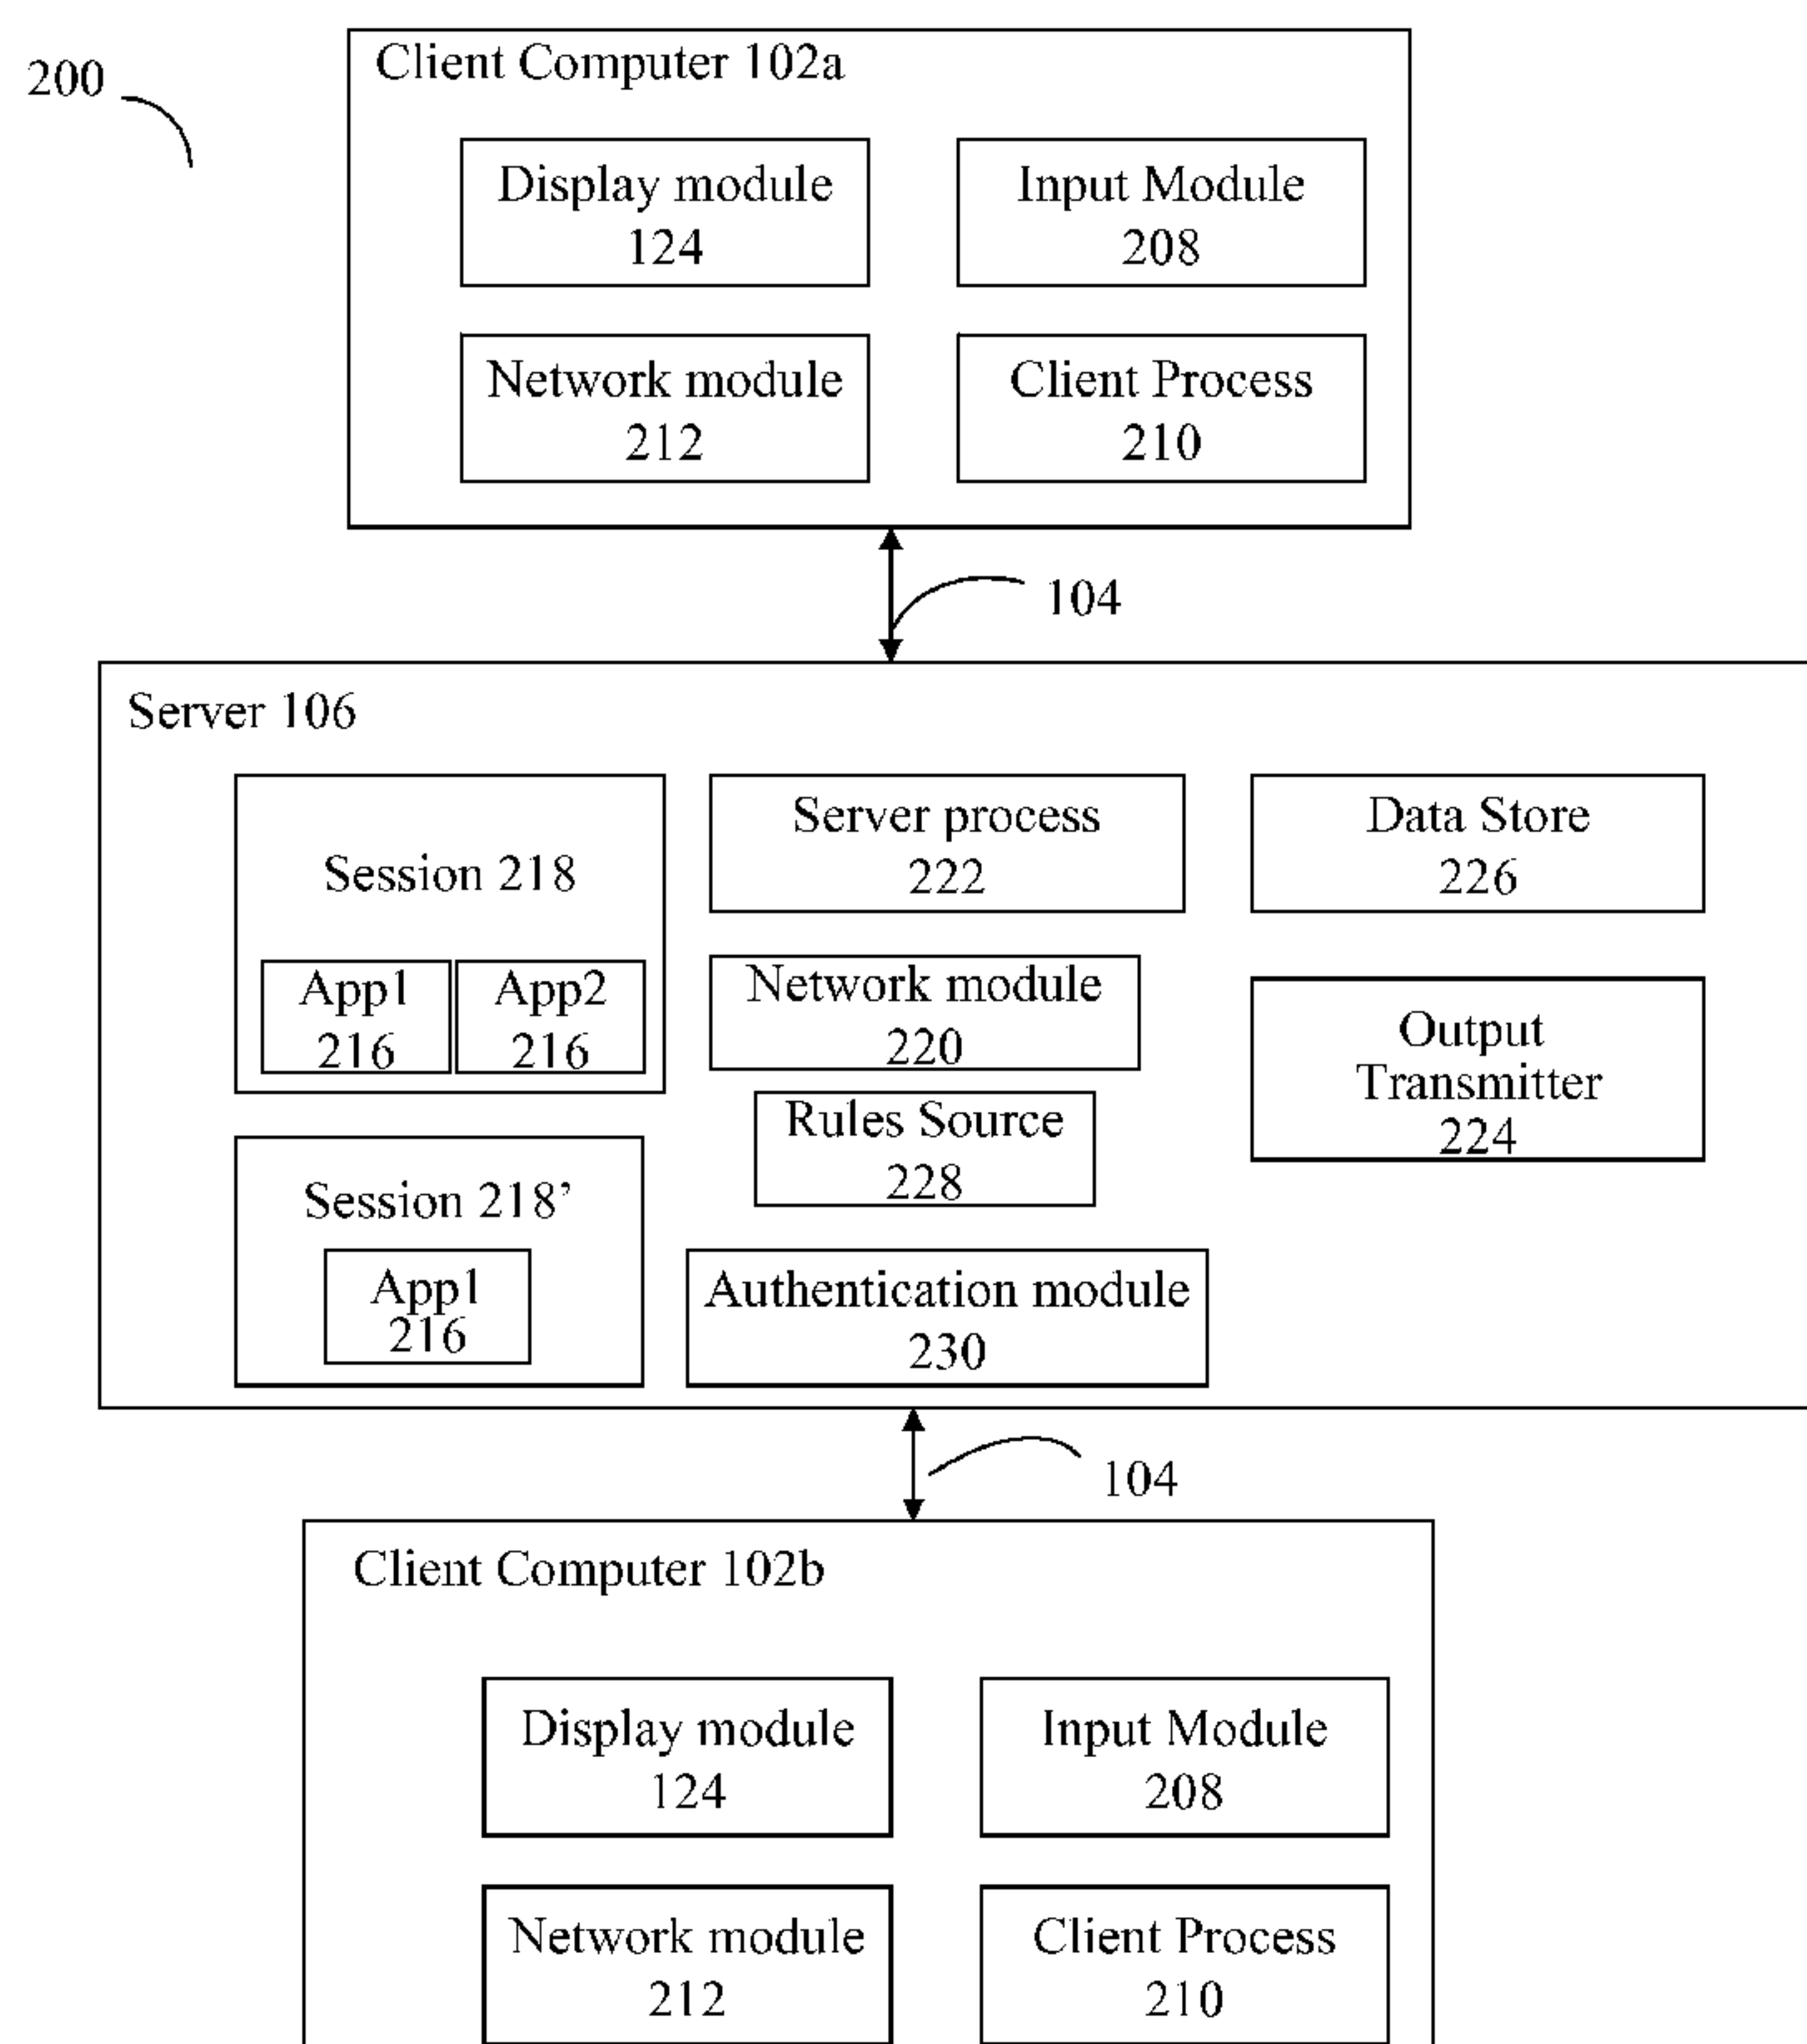 200
Client Computer 102a
Display module
124
Input Module
208
Network module
212
Client Process
210
104
Server 106
Session 218
App1
216
App2
216
Server process
222
Data Store
226
Network module
220
Output
Transmitter
224
Rules Source
228
Session 218’
App1
216
Authentication module
230
104
Client Computer 102b
Display module
124
Input Module
208
Network module
212
Client Process
210